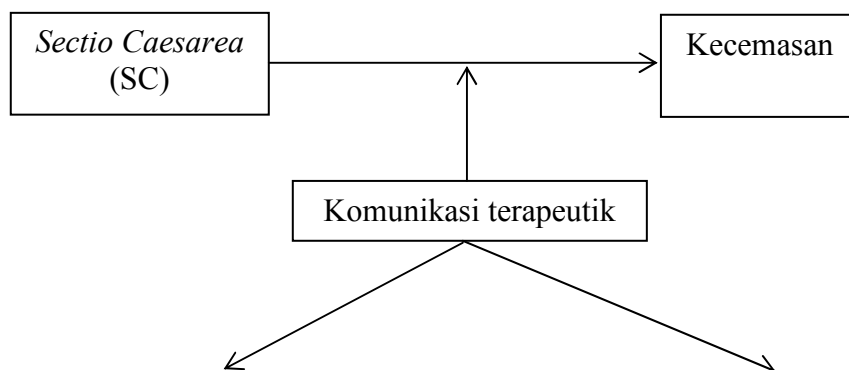 Sectio Caesarea
(SC)
Kecemasan
Komunikasi terapeutik